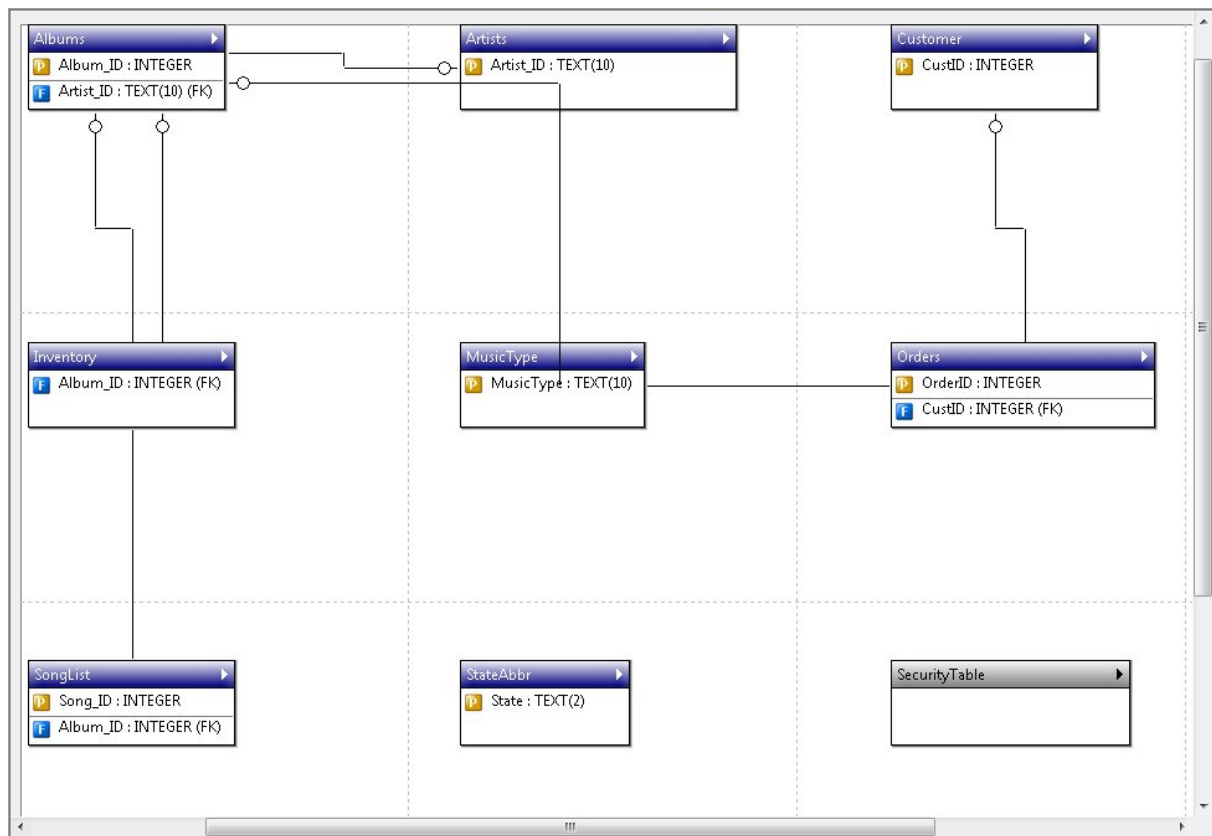 Albums
Album_ID : INTEGER
Artist_ID : TEXT(10) (FK)
Artists
Artist_ID : TEXT(10)
Customer
CustID : INTEGER
Inventory
Album_ID : INTEGER (FK)
MusicType
MusicType : TEXT(10)
Orders
OrderID : INTEGER
CustID : INTEGER (FK)
SongList
Song_ID : INTEGER
Album_ID : INTEGER (FK)
StateAbbr
State : TEXT(2)
SecurityTable